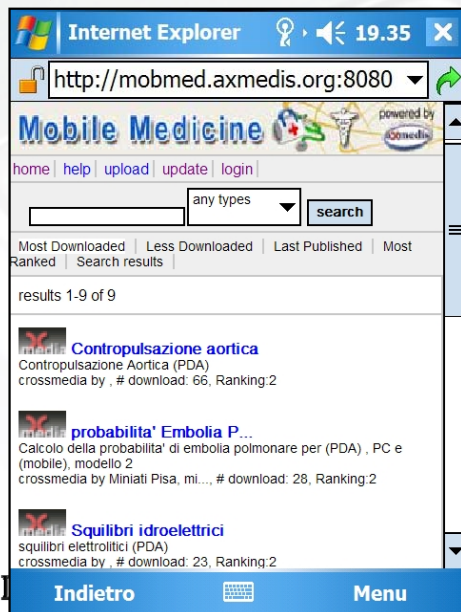 Internet Explorer 19.35
http://mobmed.axmedis.org:8080
Mobile Medicine powered by axmedis
home | help | upload | update | login |
any types search
Most Downloaded | Less Downloaded | Last Published | Most
Ranked | Search results |
results 1-9 of 9
Contropulsazione aortica
Contropulsazione Aortica (PDA)
crossmedia by , # download: 66, Ranking:2
probabilita' Embolia P...
Calcolo della probabilita' di embolia polmonare per (PDA) , PC e
(mobile), modello 2
crossmedia by Miniati Pisa, mi..., # download: 28, Ranking:2
Squilibri idroelettrici
squilibri elettrolitici (PDA)
crossmedia by , # download: 23, Ranking:2
Indietro Menu